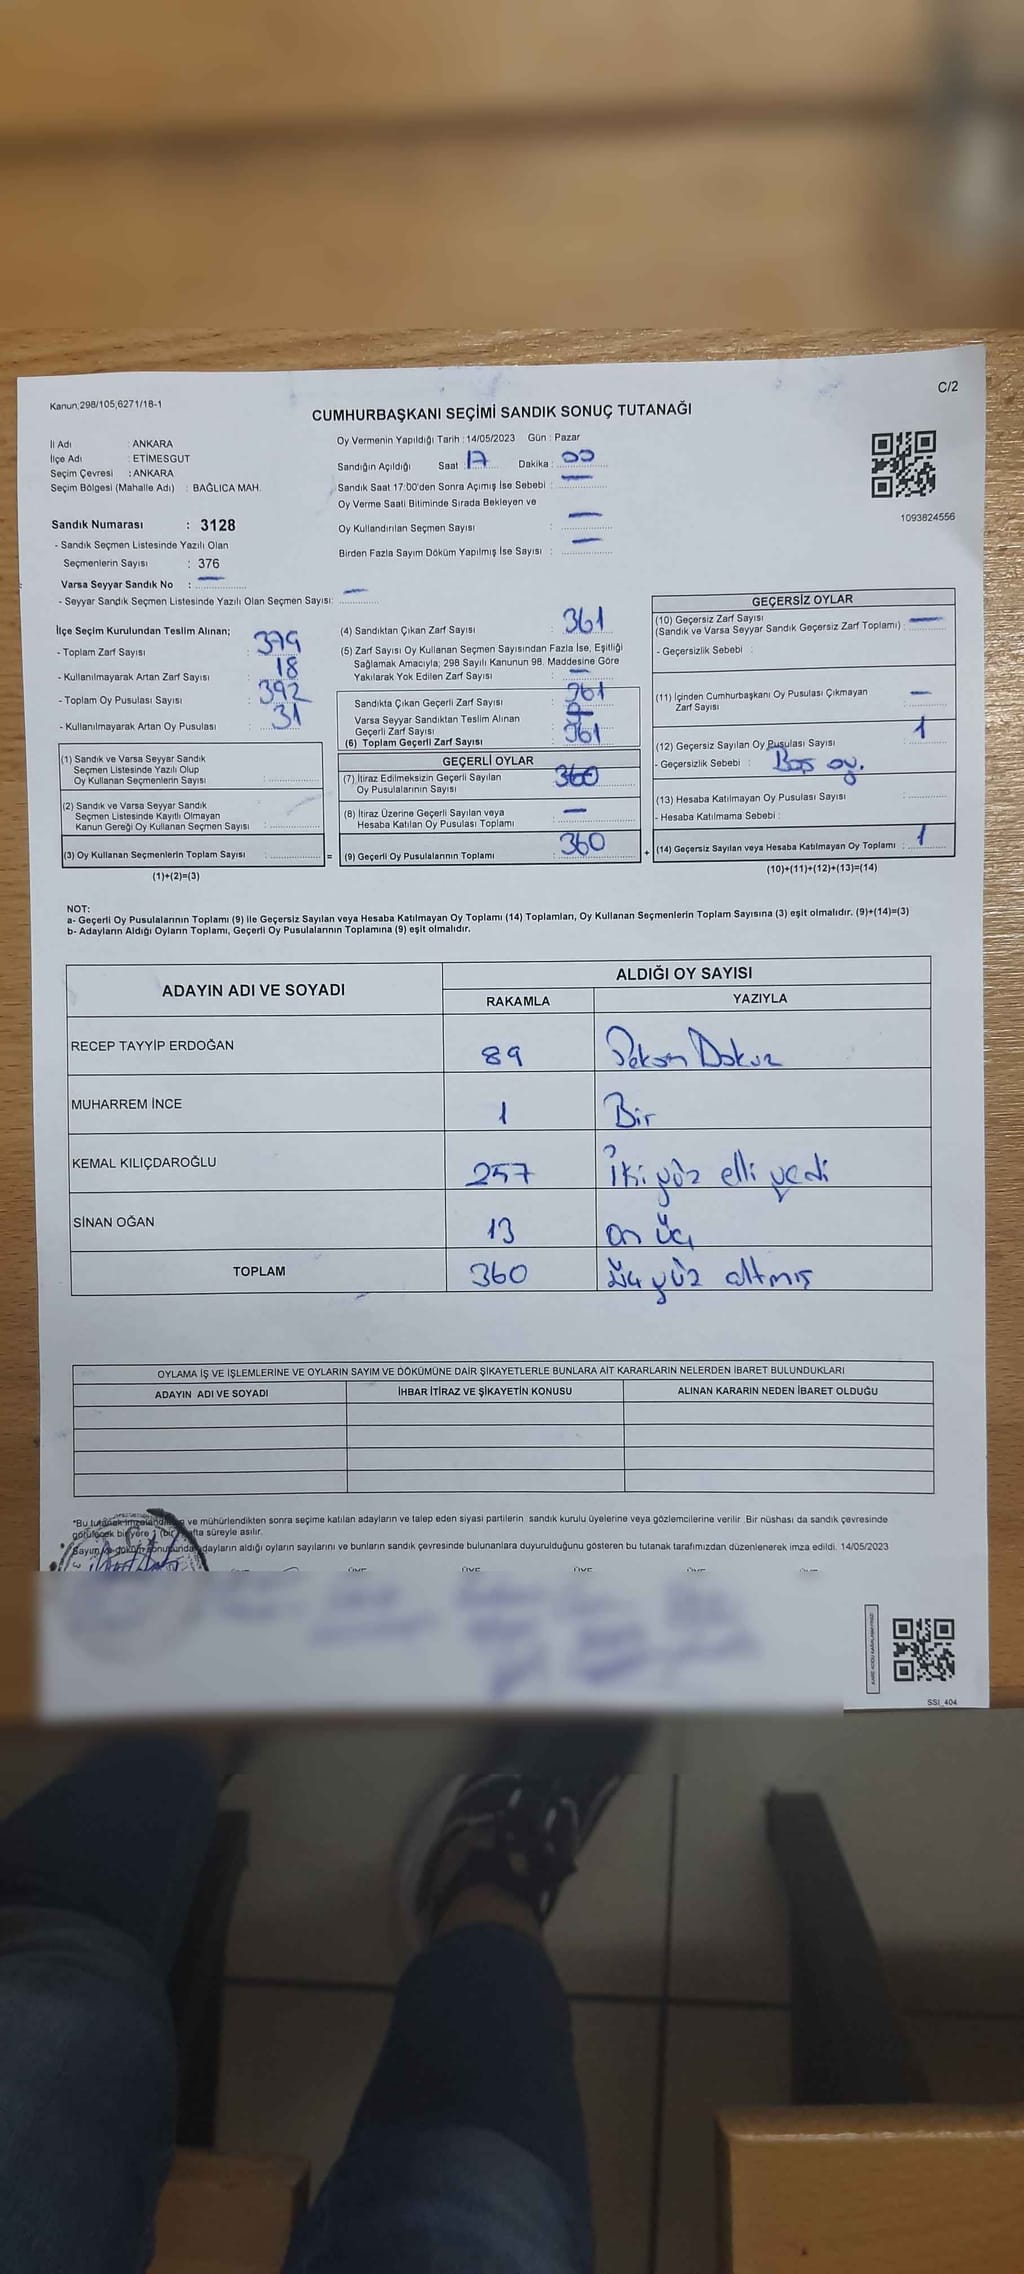 Kanun;298/105;6271/18-1
C/2
CUMHURBAŞKANI SEÇİMİ SANDIK SONUÇ TUTANAĞI
İl Adı : ANKARA
İlçe Adı : ETİMESGUT
Seçim Çevresi : ANKARA
Seçim Bölgesi (Mahalle Adı) : BAĞLICA MAH.
Oy Vermenin Yapıldığı Tarih : 14/05/2023 Gün : Pazar
Sandığın Açıldığı Saat : 17 Dakika : 00
Sandık Saat 17:00'den Sonra Açımış İse Sebebi : —
Oy Verme Saati Bitiminde Sırada Bekleyen ve
Oy Kullandırılan Seçmen Sayısı : —
Birden Fazla Sayım Döküm Yapılmış İse Sayısı : —
1093824556
Sandık Numarası : 3128
- Sandık Seçmen Listesinde Yazılı Olan
Seçmenlerin Sayısı : 376
Varsa Seyyar Sandık No : —
- Seyyar Sandık Seçmen Listesinde Yazılı Olan Seçmen Sayısı: —
İlçe Seçim Kurulundan Teslim Alınan;
- Toplam Zarf Sayısı : 379
- Kullanılmayarak Artan Zarf Sayısı : 18
- Toplam Oy Pusulası Sayısı : 392
- Kullanılmayarak Artan Oy Pusulası : 31
(1) Sandık ve Varsa Seyyar Sandık
Seçmen Listesinde Yazılı Olup
Oy Kullanan Seçmenlerin Sayısı :
(2) Sandık ve Varsa Seyyar Sandık
Seçmen Listesinde Kayıtlı Olmayan
Kanun Gereği Oy Kullanan Seçmen Sayısı :
(3) Oy Kullanan Seçmenlerin Toplam Sayısı : =
(1)+(2)=(3)
(4) Sandıktan Çıkan Zarf Sayısı : 361
(5) Zarf Sayısı Oy Kullanan Seçmen Sayısından Fazla İse, Eşitliği
Sağlamak Amacıyla; 298 Sayılı Kanunun 98. Maddesine Göre
Yakılarak Yok Edilen Zarf Sayısı : —
Sandıkta Çıkan Geçerli Zarf Sayısı : 361
Varsa Seyyar Sandıktan Teslim Alınan
Geçerli Zarf Sayısı :
(6) Toplam Geçerli Zarf Sayısı : 361
GEÇERLİ OYLAR
(7) İtiraz Edilmeksizin Geçerli Sayılan
Oy Pusulalarının Sayısı : 360
(8) İtiraz Üzerine Geçerli Sayılan veya
Hesaba Katılan Oy Pusulası Toplamı : —
(9) Geçerli Oy Pusulalarının Toplamı : 360 +
GEÇERSİZ OYLAR
(10) Geçersiz Zarf Sayısı
(Sandık ve Varsa Seyyar Sandık Geçersiz Zarf Toplamı) : —
- Geçersizlik Sebebi :
(11) İçinden Cumhurbaşkanı Oy Pusulası Çıkmayan
Zarf Sayısı : —
(12) Geçersiz Sayılan Oy Pusulası Sayısı : 1
- Geçersizlik Sebebi : Boş oy.
(13) Hesaba Katılmayan Oy Pusulası Sayısı :
- Hesaba Katılmama Sebebi :
(14) Geçersiz Sayılan veya Hesaba Katılmayan Oy Toplamı : 1
(10)+(11)+(12)+(13)=(14)
NOT:
a- Geçerli Oy Pusulalarının Toplamı (9) ile Geçersiz Sayılan veya Hesaba Katılmayan Oy Toplamı (14) Toplamları, Oy Kullanan Seçmenlerin Toplam Sayısına (3) eşit olmalıdır. (9)+(14)=(3)
b- Adayların Aldığı Oyların Toplamı, Geçerli Oy Pusulalarının Toplamına (9) eşit olmalıdır.
ADAYIN ADI VE SOYADI
ALDIĞI OY SAYISI
RAKAMLA YAZIYLA
RECEP TAYYİP ERDOĞAN 89 Seksen Dokuz
MUHARREM İNCE 1 Bir
KEMAL KILIÇDAROĞLU 257 İki yüz elli yedi
SİNAN OĞAN 13 on üç
TOPLAM 360 üç yüz altmış
OYLAMA İŞ VE İŞLEMLERİNE VE OYLARIN SAYIM VE DÖKÜMÜNE DAİR ŞİKAYETLERLE BUNLARA AİT KARARLARIN NELERDEN İBARET BULUNDUKLARI
ADAYIN ADI VE SOYADI İHBAR İTİRAZ VE ŞİKAYETİN KONUSU ALINAN KARARIN NEDEN İBARET OLDUĞU
*Bu tutanak ve mühürlendikten sonra seçime katılan adayların ve talep eden siyasi partilerin sandık kurulu üyelerine veya gözlemcilerine verilir. Bir nüshası da sandık çevresinde
görülecek bir yere 1 (bir) hafta süreyle asılır.
adayların aldığı oyların sayılarını ve bunların sandık çevresinde bulunanlara duyurulduğunu gösteren bu tutanak tarafımızdan düzenlenerek imza edildi. 14/05/2023
SSI_404